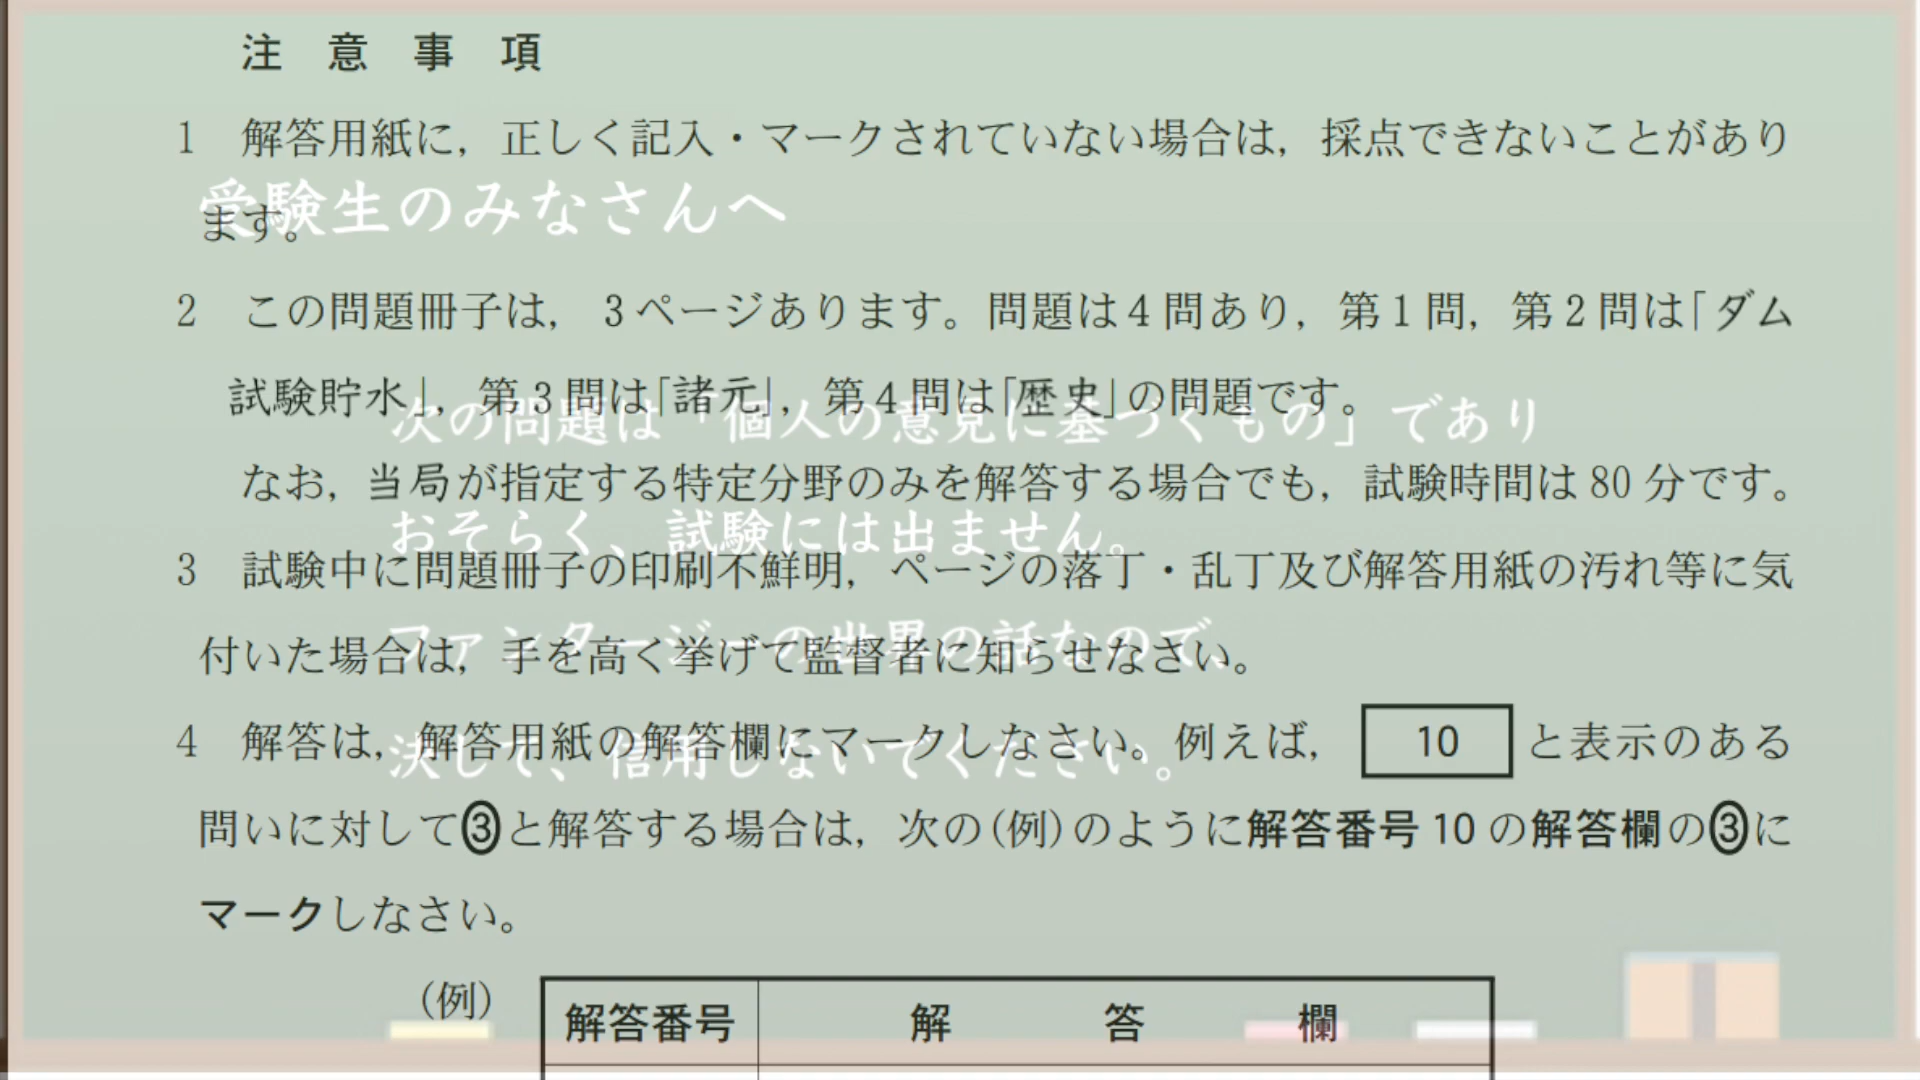 注意事項
1 解答用紙に，正しく記入・マークされていない場合は，採点できないことがあり
ます。
受験生のみなさんへ
2 この問題冊子は，3ページあります。問題は4問あり，第1問，第2問は「ダム
試験貯水」，第3問は「諸元」，第4問は「歴史」の問題です。
次の問題は「個人の意見に基づくもの」であり
なお，当局が指定する特定分野のみを解答する場合でも，試験時間は80分です。
おそらく、試験には出ません。
3 試験中に問題冊子の印刷不鮮明，ページの落丁・乱丁及び解答用紙の汚れ等に気
ファンタージーの世界の話なので、
付いた場合は，手を高く挙げて監督者に知らせなさい。
4 解答は，解答用紙の解答欄にマークしなさい。例えば， 10 と表示のある
決して、信用しないでください。
問いに対して③と解答する場合は，次の(例)のように解答番号10の解答欄の③に
マークしなさい。
(例)
解答番号 解答欄